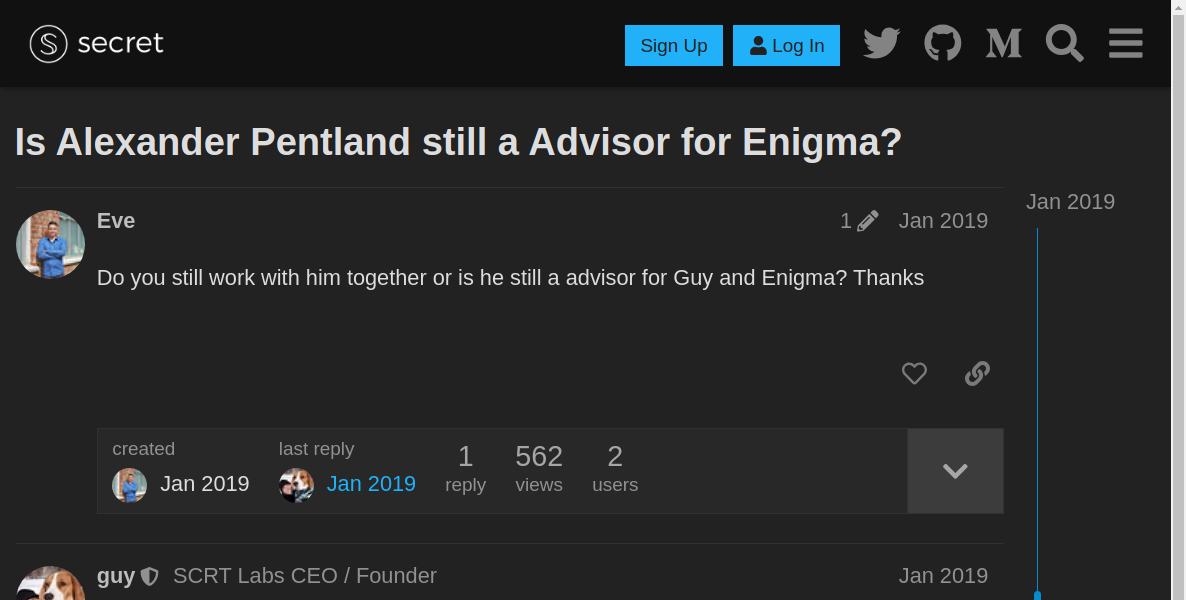 secret
Sign Up
Log In
Is Alexander Pentland still a Advisor for Enigma?
Jan 2019
Eve
1
Jan 2019
Do you still work with him together or is he still a advisor for Guy and Enigma? Thanks
created
last reply
1
562
2
Jan 2019
Jan 2019
reply
views
users
guy
SCRT Labs CEO / Founder
Jan 2019